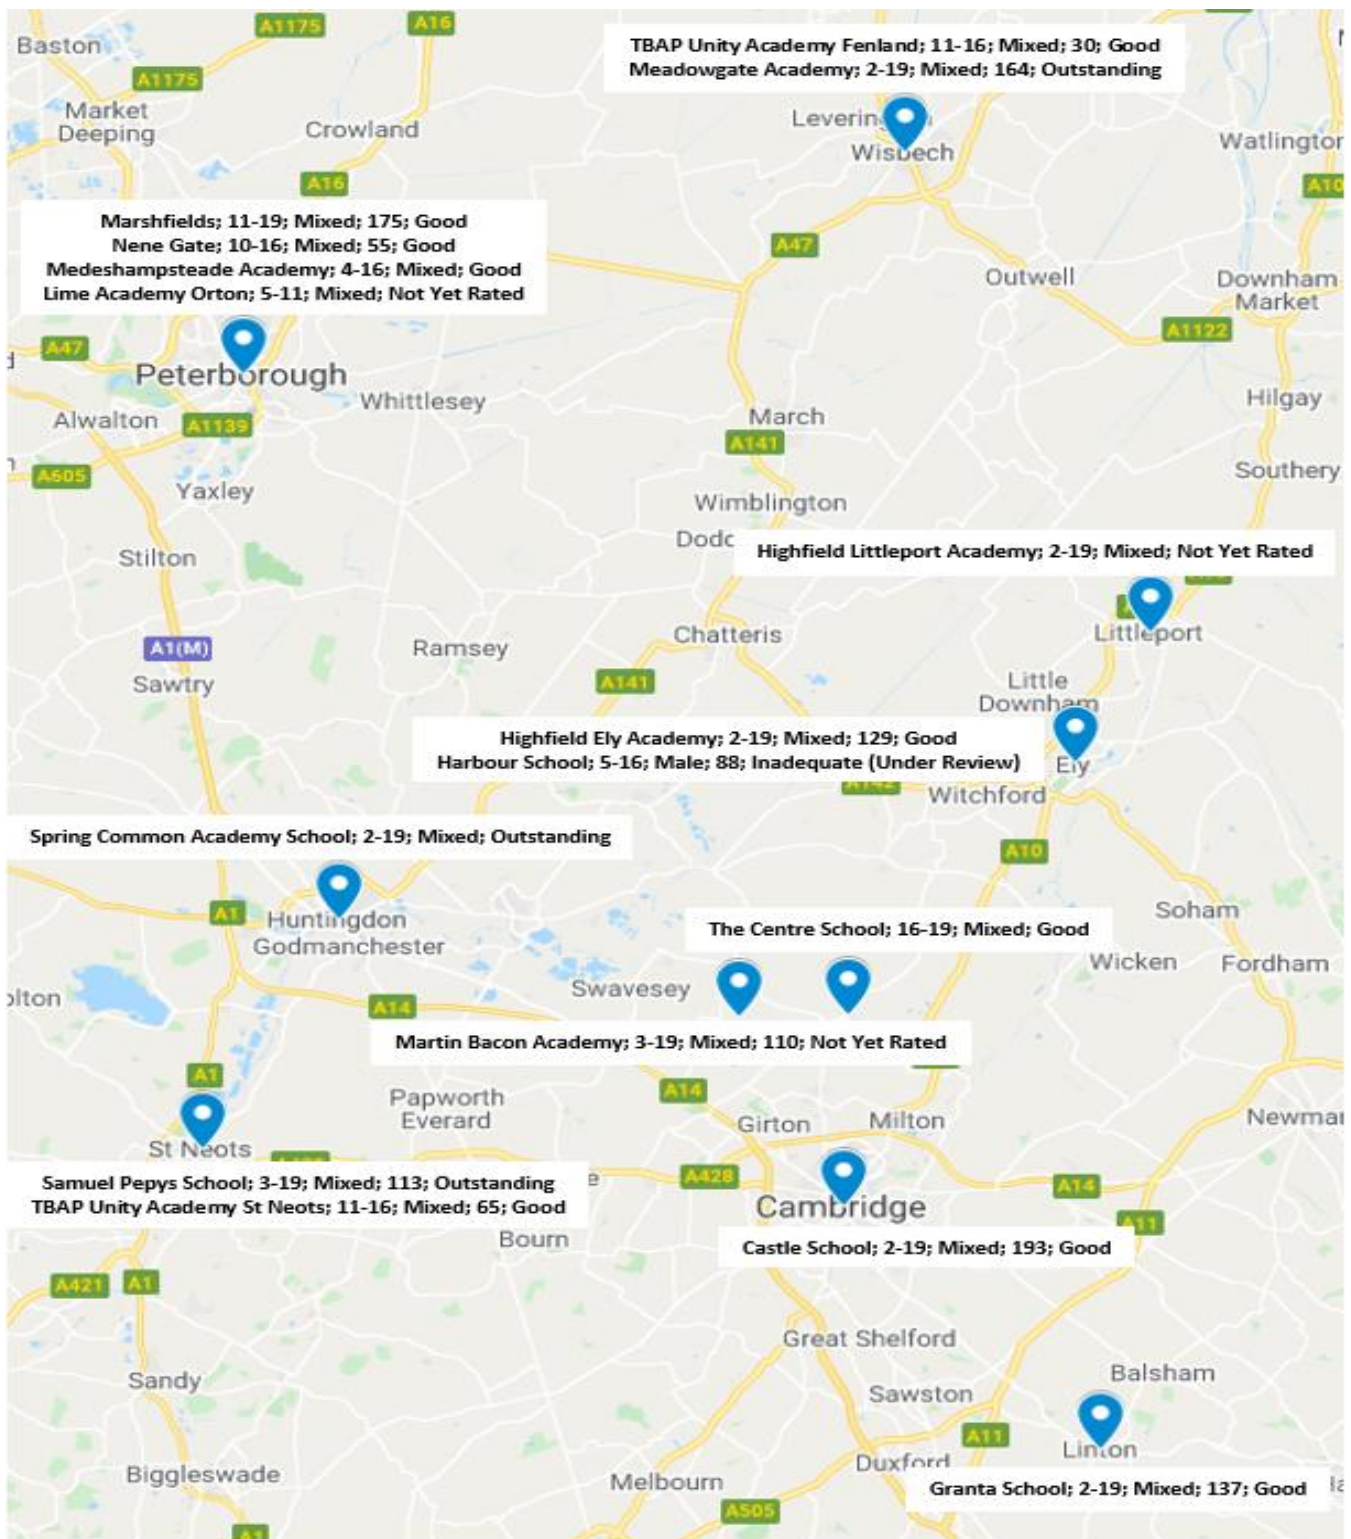 A1175
A16
Baston
TBAP Unity Academy Fenland; 11-16; Mixed; 30; Good
Meadowgate Academy; 2-19; Mixed; 164; Outstanding
A1175
Market
Deeping
Crowland
Wisbech
A16
A10
Marshfields; 11-19; Mixed; 175; Good
Nene Gate; 10-16; Mixed; 55; Good
Medeshampsteade Academy; 4-16; Mixed; Good
Lime Academy Orton; 5-11; Mixed; Not Yet Rated
A47
Outwell
Downham
Market
A1122
A47
Peterborough
Whittlesey
Hilgay
Alwalton
A1139
March
A141
A605
Yaxley
Southery
Wimblington
Stilton
Highfield Littleport Academy; 2-19; Mixed; Not Yet Rated
Littleport
Chatteris
A1(M)
Ramsey
Sawtry
A141
Little
Downham
Highfield Ely Academy; 2-19; Mixed; 129; Good
Harbour School; 5-16; Male; 88; Inadequate (Under Review)
Ely
A142
Witchford
Spring Common Academy School; 2-19; Mixed; Outstanding
A10
A1
Huntingdon
Godmanchester
Soham
The Centre School; 16-19; Mixed; Good
Wicken
Fordham
Swavesey
A14
Martin Bacon Academy; 3-19; Mixed; 110; Not Yet Rated
A1
A14
Papworth
Everard
Girton
Milton
St Neots
A428
A14
Samuel Pepys School; 3-19; Mixed; 113; Outstanding
TBAP Unity Academy St Neots; 11-16; Mixed; 65; Good
Cambridge
A11
Bourn
Castle School; 2-19; Mixed; 193; Good
A421
A1
Great Shelford
Sandy
Balsham
Sawston
A11
Linton
Duxford
Biggleswade
Melbourn
Granta School; 2-19; Mixed; 137; Good
A505
A1